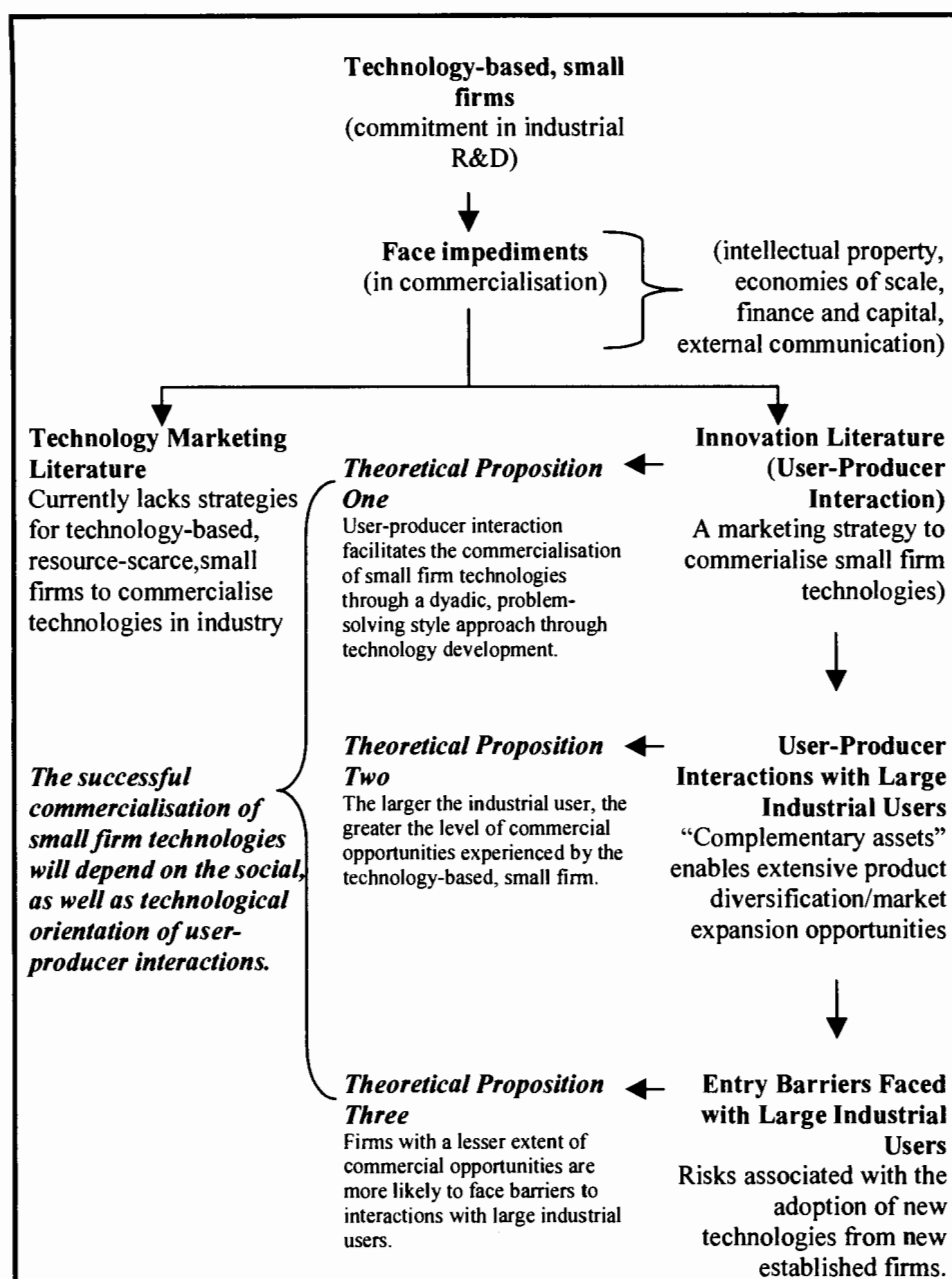 Technology-based, small
firms
(commitment in industrial
R&D)
Face impediments
(in commercialisation)
(intellectual property,
economies of scale,
finance and capital,
external communication)
Technology Marketing
Literature
Currently lacks strategies
for technology-based,
resource-scarce,small
firms to commercialise
technologies in industry
Theoretical Proposition
One
User-producer interaction
facilitates the commercialisation
of small firm technologies
through a dyadic, problem-
solving style approach through
technology development.
Innovation Literature
(User-Producer
Interaction)
A marketing strategy to
commerialise small firm
technologies)
The successful
commercialisation of
small firm technologies
will depend on the social,
as well as technological
orientation of user-
producer interactions.
Theoretical Proposition
Two
The larger the industrial user, the
greater the level of commercial
opportunities experienced by the
technology-based, small firm.
User-Producer
Interactions with Large
Industrial Users
“Complementary assets”
enables extensive product
diversification/market
expansion opportunities
Theoretical Proposition
Three
Firms with a lesser extent of
commercial opportunities are
more likely to face barriers to
interactions with large industrial
users.
Entry Barriers Faced
with Large Industrial
Users
Risks associated with the
adoption of new
technologies from new
established firms.